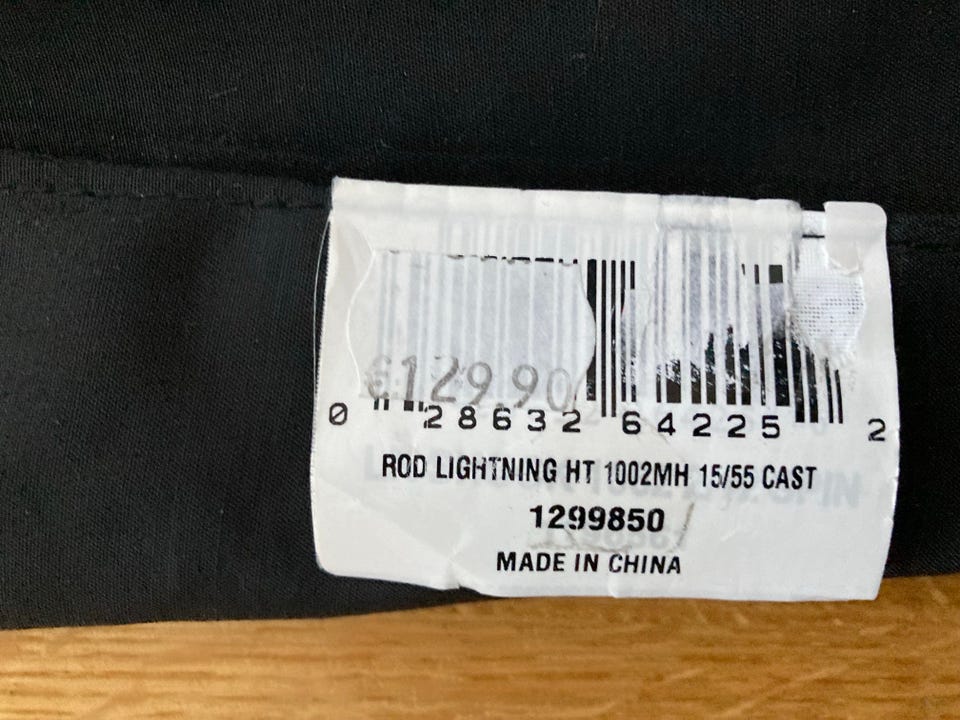 €129.90
0 28632 64225 2
ROD LIGHTNING HT 1002MH 15/55 CAST
1299850
MADE IN CHINA